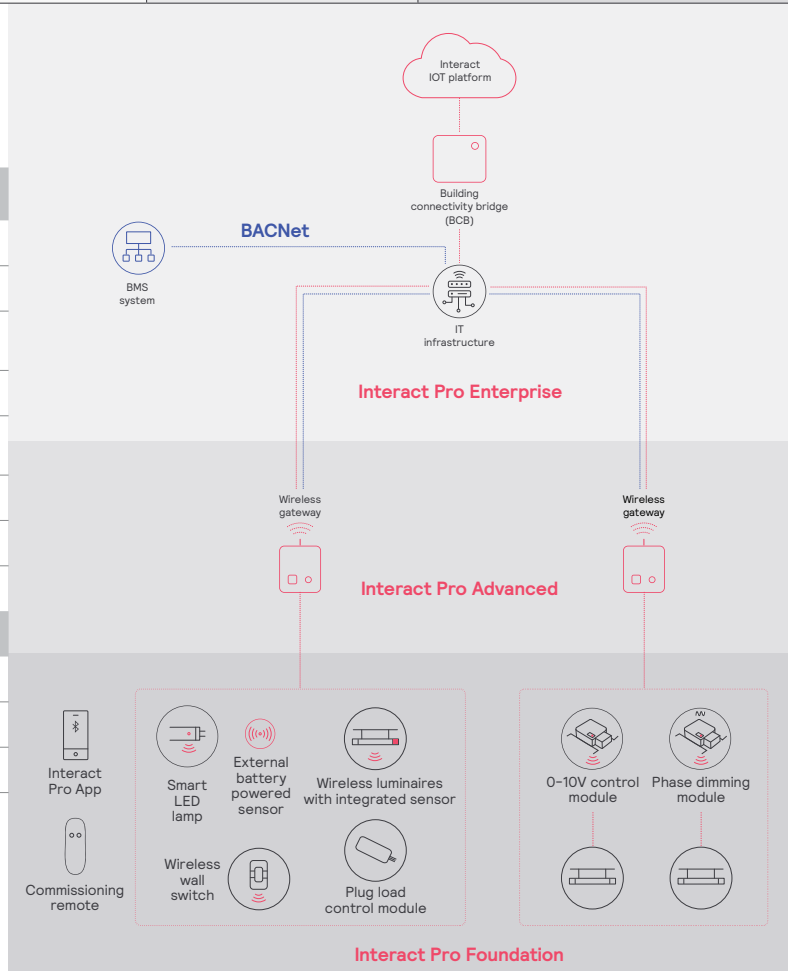 Interact
IOT platform
Building
connectivity bridge
(BCB)
BACNet
BMS
system
IT
infrastructure
Interact Pro Enterprise
Wireless
gateway
Wireless
gateway
Interact Pro Advanced
Interact
Pro App
Smart
LED
lamp
External
battery
powered
sensor
Wireless luminaires
with integrated sensor
0-10V control
module
Phase dimming
module
Commissioning
remote
Wireless
wall
switch
Plug load
control module
Interact Pro Foundation